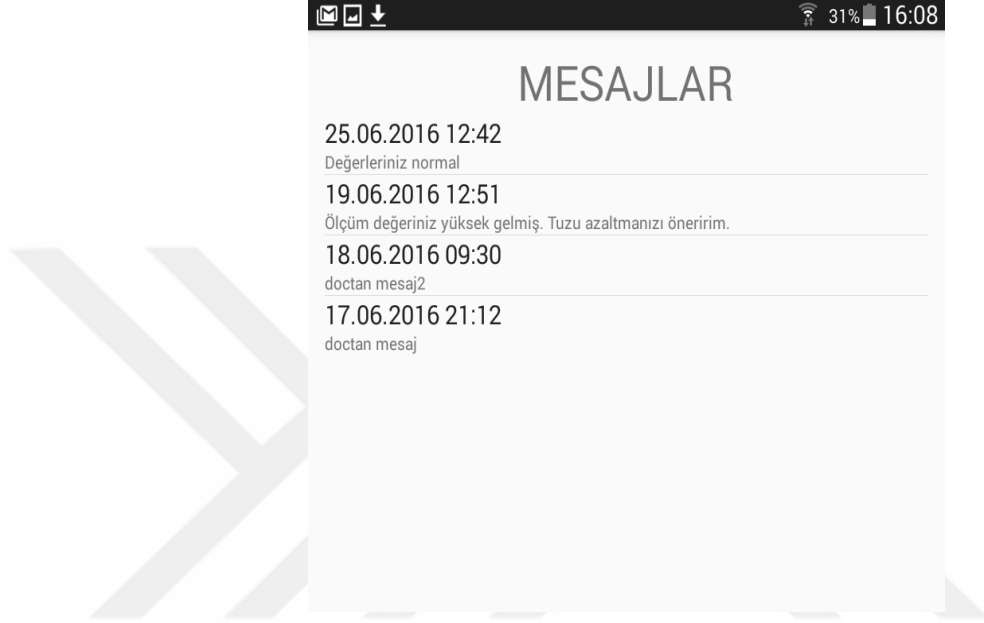 31% 16:08
MESAJLAR
25.06.2016 12:42
Değerleriniz normal
19.06.2016 12:51
Ölçüm değeriniz yüksek gelmiş. Tuzu azaltmanızı öneririm.
18.06.2016 09:30
doctan mesaj2
17.06.2016 21:12
doctan mesaj